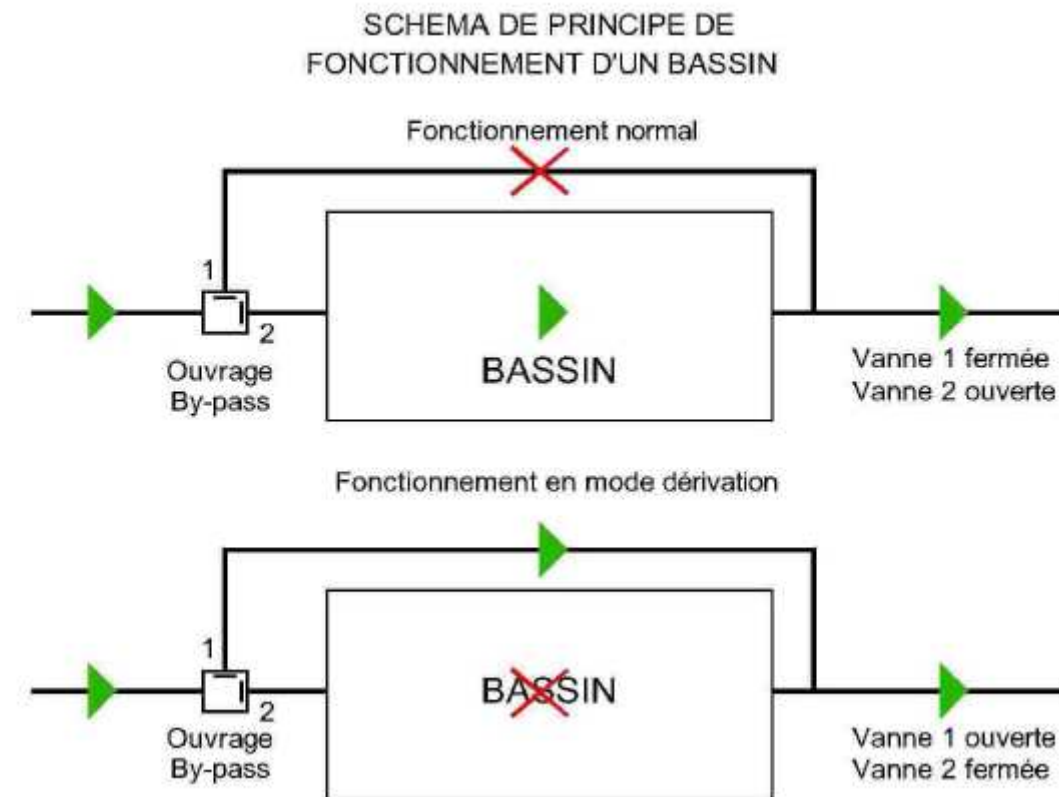 SCHEMA DE PRINCIPE DE
FONCTIONNEMENT D'UN BASSIN
Fonctionnement normal
1
2
Ouvrage
By-pass
BASSIN
Vanne 1 fermée
Vanne 2 ouverte
Fonctionnement en mode dérivation
1
2
Ouvrage
By-pass
BASSIN
Vanne 1 ouverte
Vanne 2 fermée